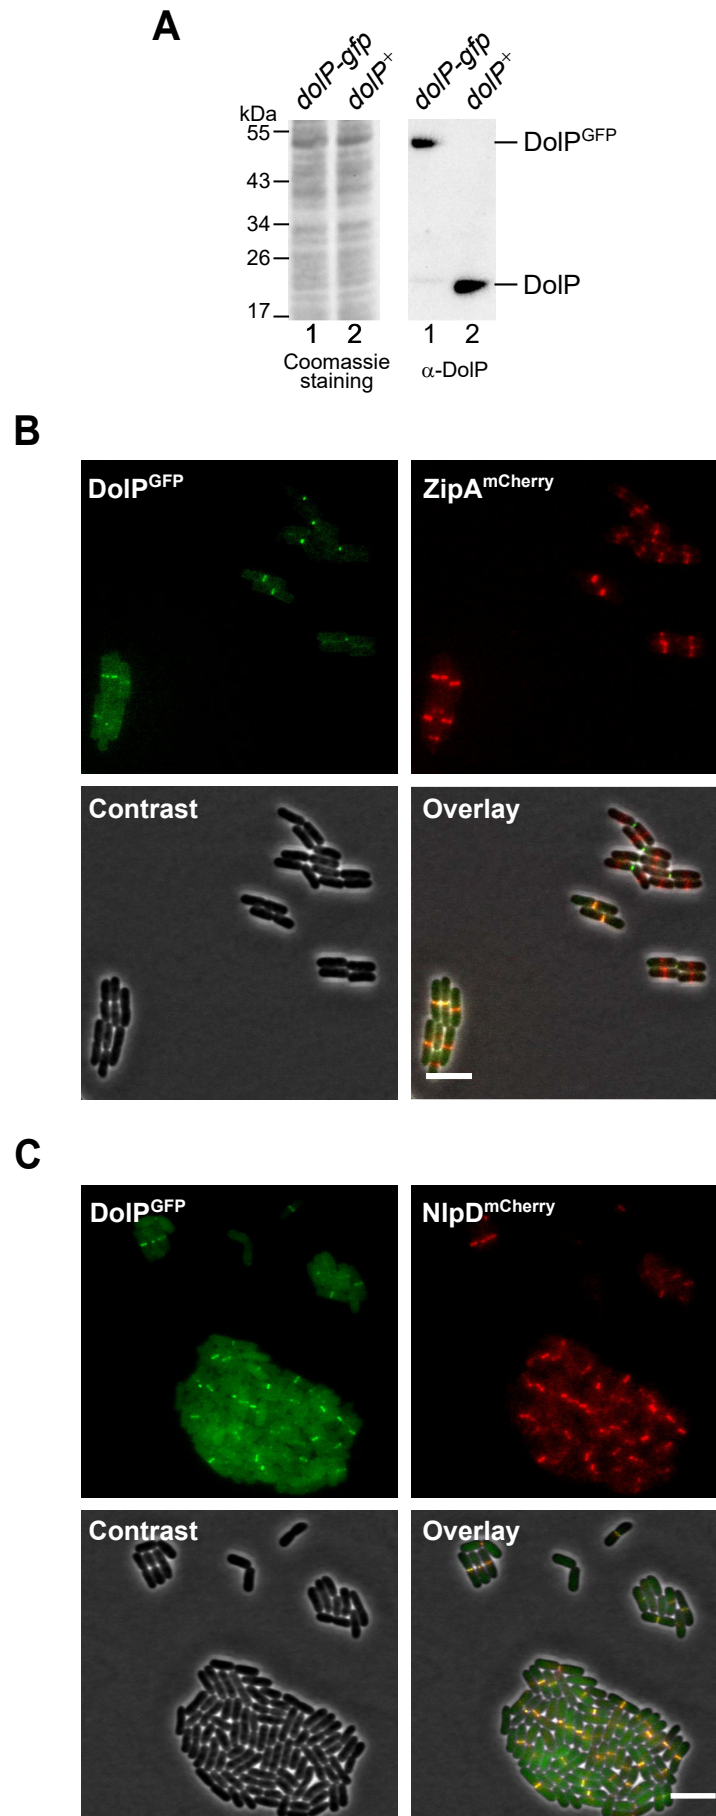 A
dolP-gfp
dolP+
dolP-gfp
dolP+
kDa
55
43
34
26
17
DolPGFP
DolP
1 2
1 2
Coomassie
staining
α-DolP
B
DolPGFP
ZipAmCherry
Contrast
Overlay
C
DolPGFP
NlpDmCherry
Contrast
Overlay